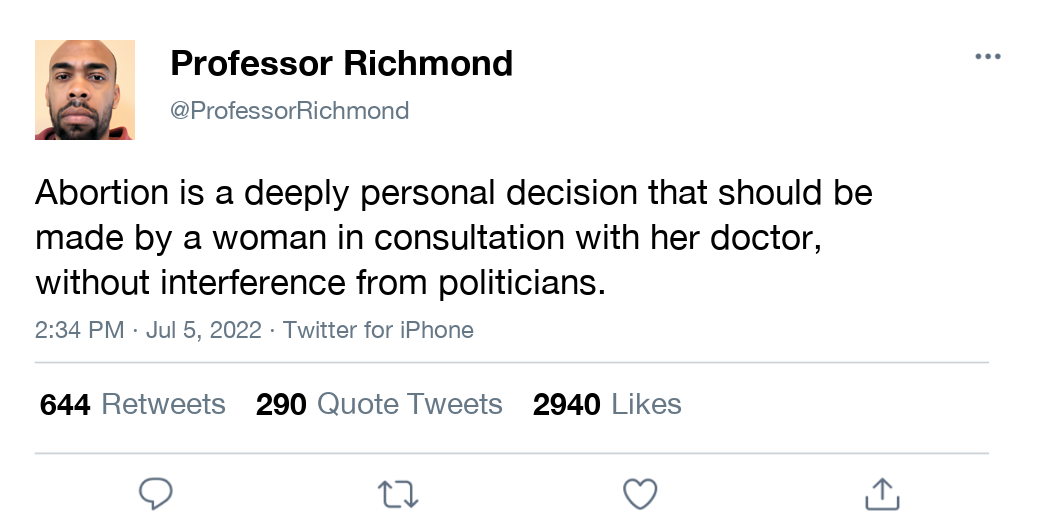 Professor Richmond
@ProfessorRichmond
Abortion is a deeply personal decision that should be
made by a woman in consultation with her doctor,
without interference from politicians.
2:34 PM · Jul 5, 2022 · Twitter for iPhone
644 Retweets 290 Quote Tweets 2940 Likes